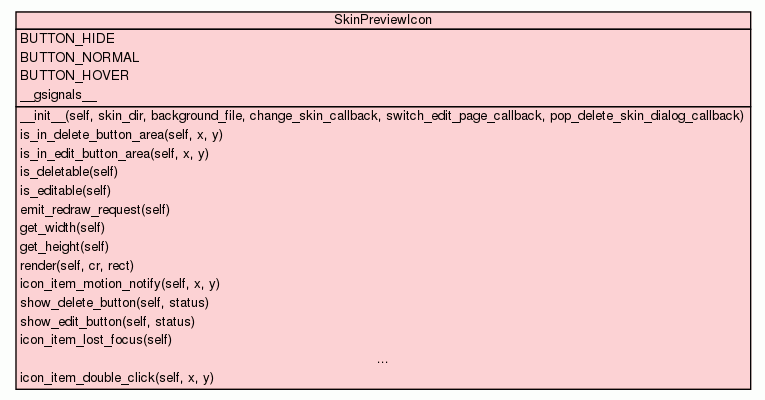 SkinPreviewIcon
BUTTON_HIDE
BUTTON_NORMAL
BUTTON_HOVER
__gsignals__
__init__(self, skin_dir, background_file, change_skin_callback, switch_edit_page_callback, pop_delete_skin_dialog_callback)
is_in_delete_button_area(self, x, y)
is_in_edit_button_area(self, x, y)
is_deletable(self)
is_editable(self)
emit_redraw_request(self)
get_width(self)
get_height(self)
render(self, cr, rect)
icon_item_motion_notify(self, x, y)
show_delete_button(self, status)
show_edit_button(self, status)
icon_item_lost_focus(self)
...
icon_item_double_click(self, x, y)